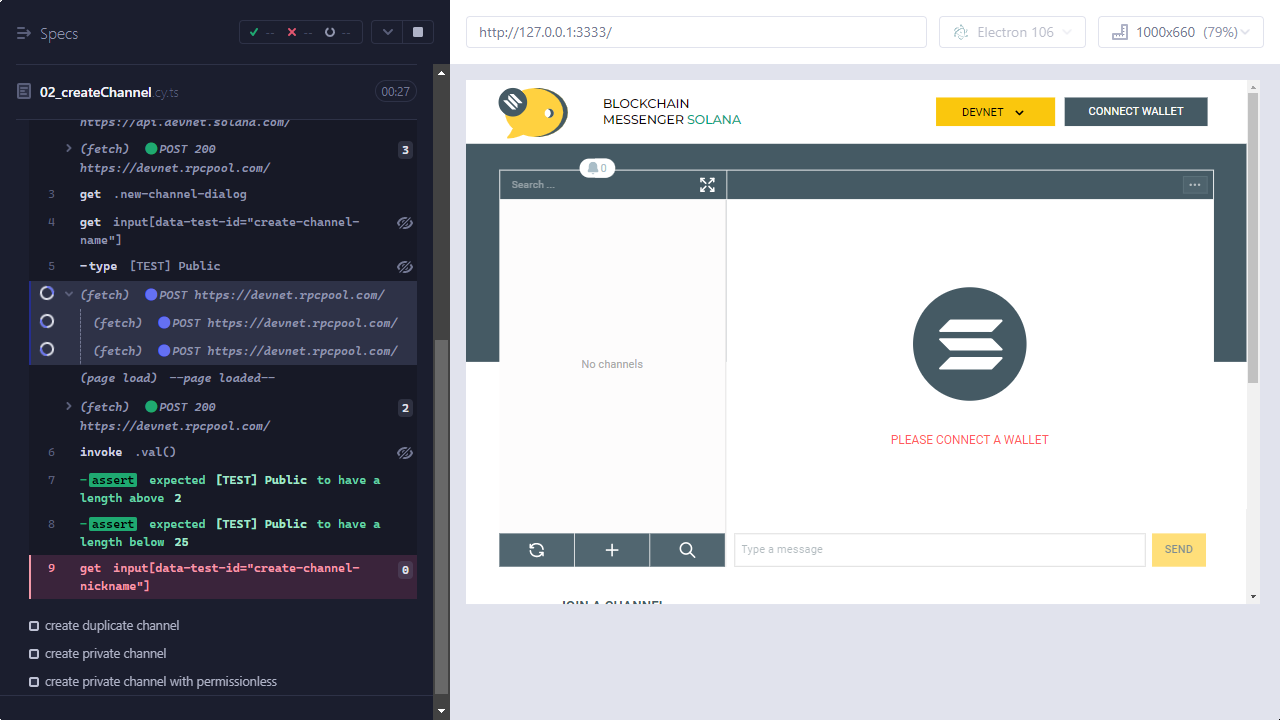 Specs
-- -- --
02_createChannel.cy.ts 00:27
https://api.devnet.solana.com/
(fetch) POST 200 3
https://devnet.rpcpool.com/
3 get .new-channel-dialog
4 get input[data-test-id="create-channel-
name"]
5 -type [TEST] Public
(fetch) POST https://devnet.rpcpool.com/
(fetch) POST https://devnet.rpcpool.com/
(fetch) POST https://devnet.rpcpool.com/
(page load) --page loaded--
(fetch) POST 200 2
https://devnet.rpcpool.com/
6 invoke .val()
7 -assert expected [TEST] Public to have a
length above 2
8 -assert expected [TEST] Public to have a
length below 25
9 get input[data-test-id="create-channel- 0
nickname"]
create duplicate channel
create private channel
create private channel with permissionless
http://127.0.0.1:3333/
Electron 106
1000x660 (79%)
BLOCKCHAIN
MESSENGER SOLANA
DEVNET
CONNECT WALLET
0
Search ...
...
No channels
PLEASE CONNECT A WALLET
Type a message
SEND
JOIN A CHANNEL